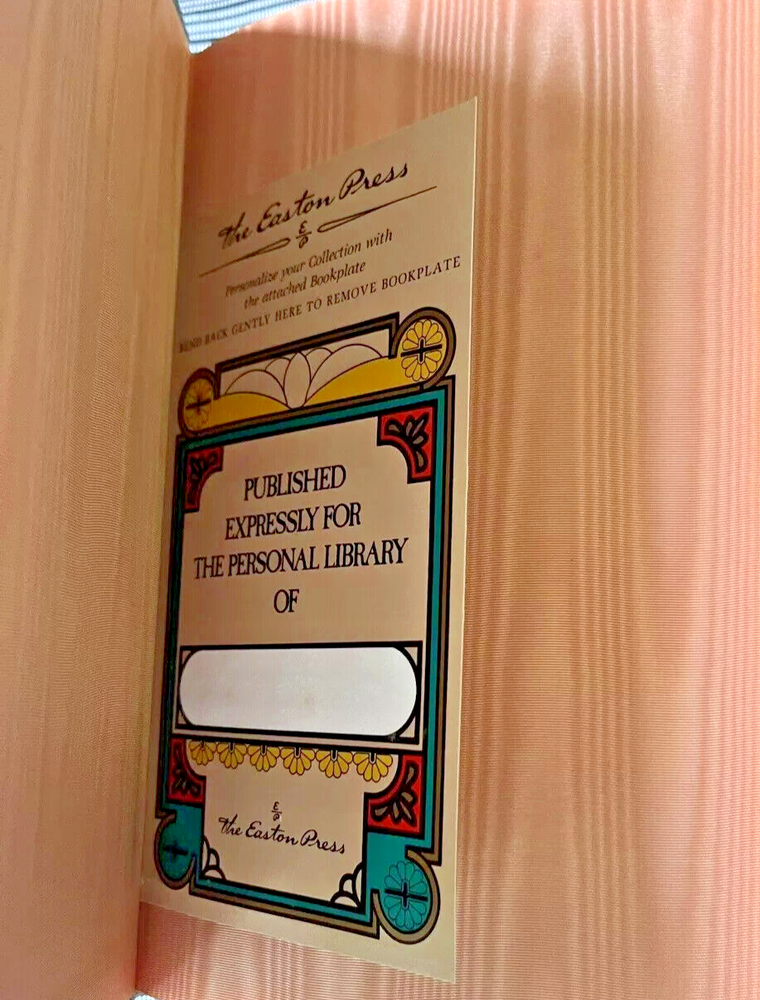 The Easton Press
Personalize your Collection with
the attached Bookplate
BEND BACK GENTLY HERE TO REMOVE BOOKPLATE
PUBLISHED
EXPRESSLY FOR
THE PERSONAL LIBRARY
OF
The Easton Press